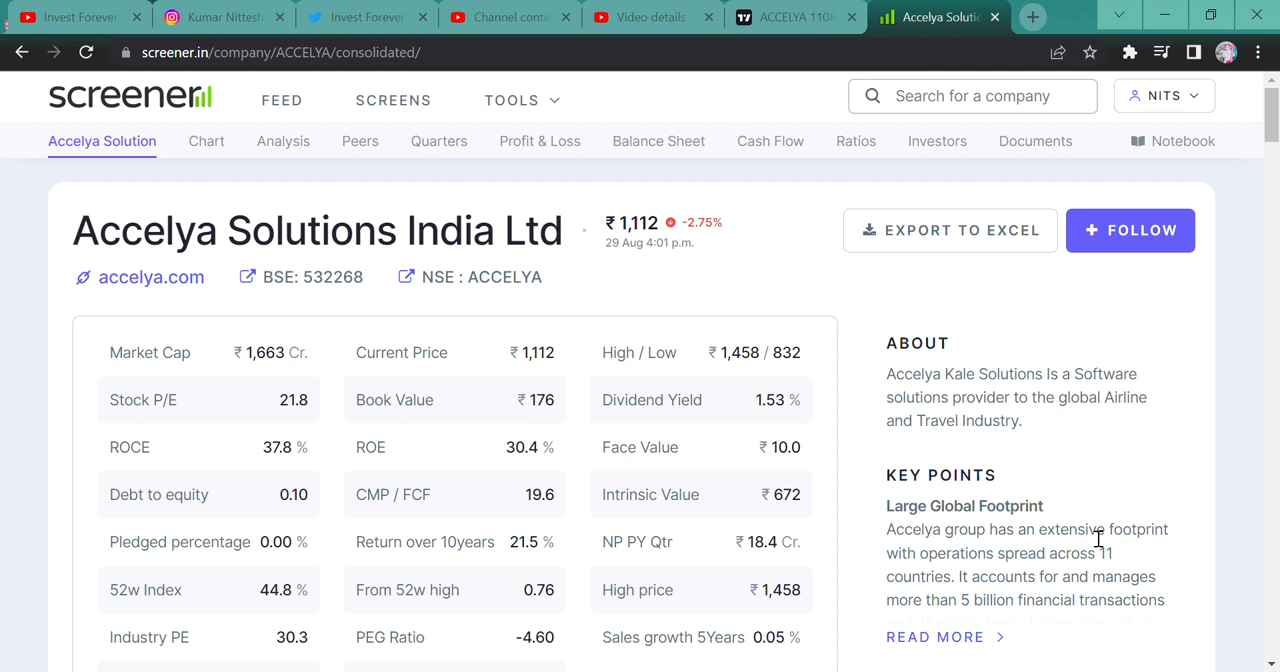 Invest Forever
Kumar Nittesh
Invest Forever
Channel conte
Video details
ACCELYA 1108
Accelya Solutio
screener.in/company/ACCELYA/consolidated/
screener
FEED
SCREENS
TOOLS
Search for a company
NITS
Accelya Solution
Chart
Analysis
Peers
Quarters
Profit & Loss
Balance Sheet
Cash Flow
Ratios
Investors
Documents
Notebook
Accelya Solutions India Ltd
₹ 1,112 -2.75%
29 Aug 4:01 p.m.
EXPORT TO EXCEL
+ FOLLOW
accelya.com
BSE: 532268
NSE : ACCELYA
Market Cap ₹ 1,663 Cr.
Current Price ₹ 1,112
High / Low ₹ 1,458 / 832
Stock P/E 21.8
Book Value ₹ 176
Dividend Yield 1.53 %
ROCE 37.8 %
ROE 30.4 %
Face Value ₹ 10.0
Debt to equity 0.10
CMP / FCF 19.6
Intrinsic Value ₹ 672
Pledged percentage 0.00 %
Return over 10years 21.5 %
NP PY Qtr ₹ 18.4 Cr.
52w Index 44.8 %
From 52w high 0.76
High price ₹ 1,458
Industry PE 30.3
PEG Ratio -4.60
Sales growth 5Years 0.05 %
ABOUT
Accelya Kale Solutions Is a Software
solutions provider to the global Airline
and Travel Industry.
KEY POINTS
Large Global Footprint
Accelya group has an extensive footprint
with operations spread across 11
countries. It accounts for and manages
more than 5 billion financial transactions
READ MORE